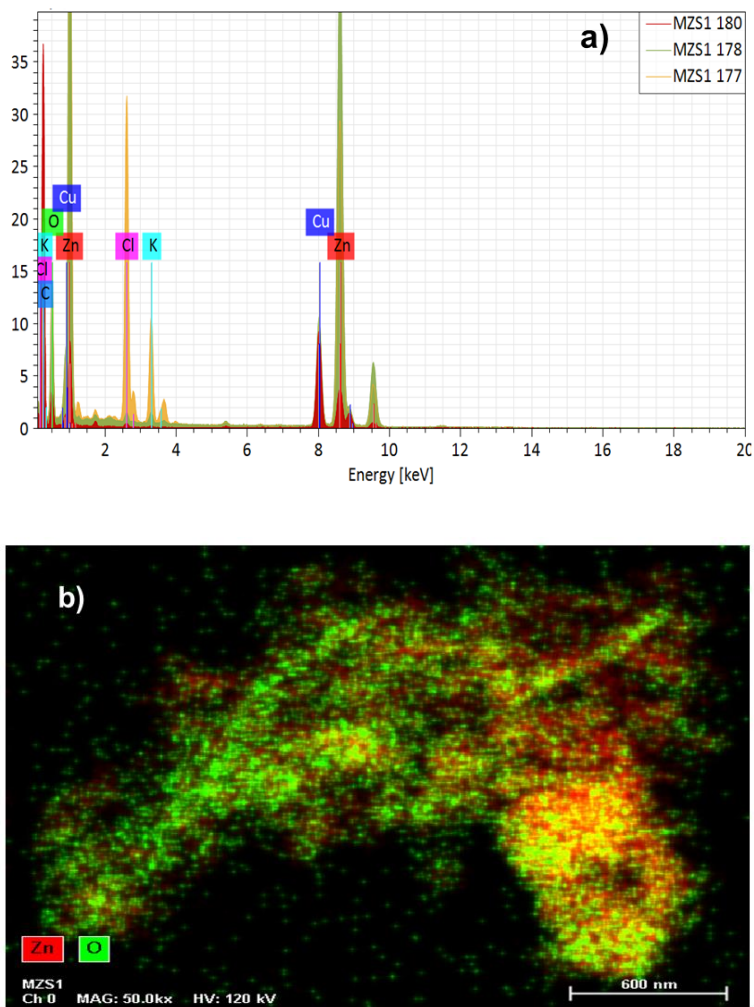 a)
MZS1 180
MZS1 178
MZS1 177
35
30
25
20
15
10
5
0
Cu
O
K
Zn
Cl
C
Cl
K
Cu
Zn
2
4
6
8
10
12
14
16
18
20
Energy [keV]
b)
Zn O
MZS1
Ch 0 MAG: 50.0kx HV: 120 kV
600 nm